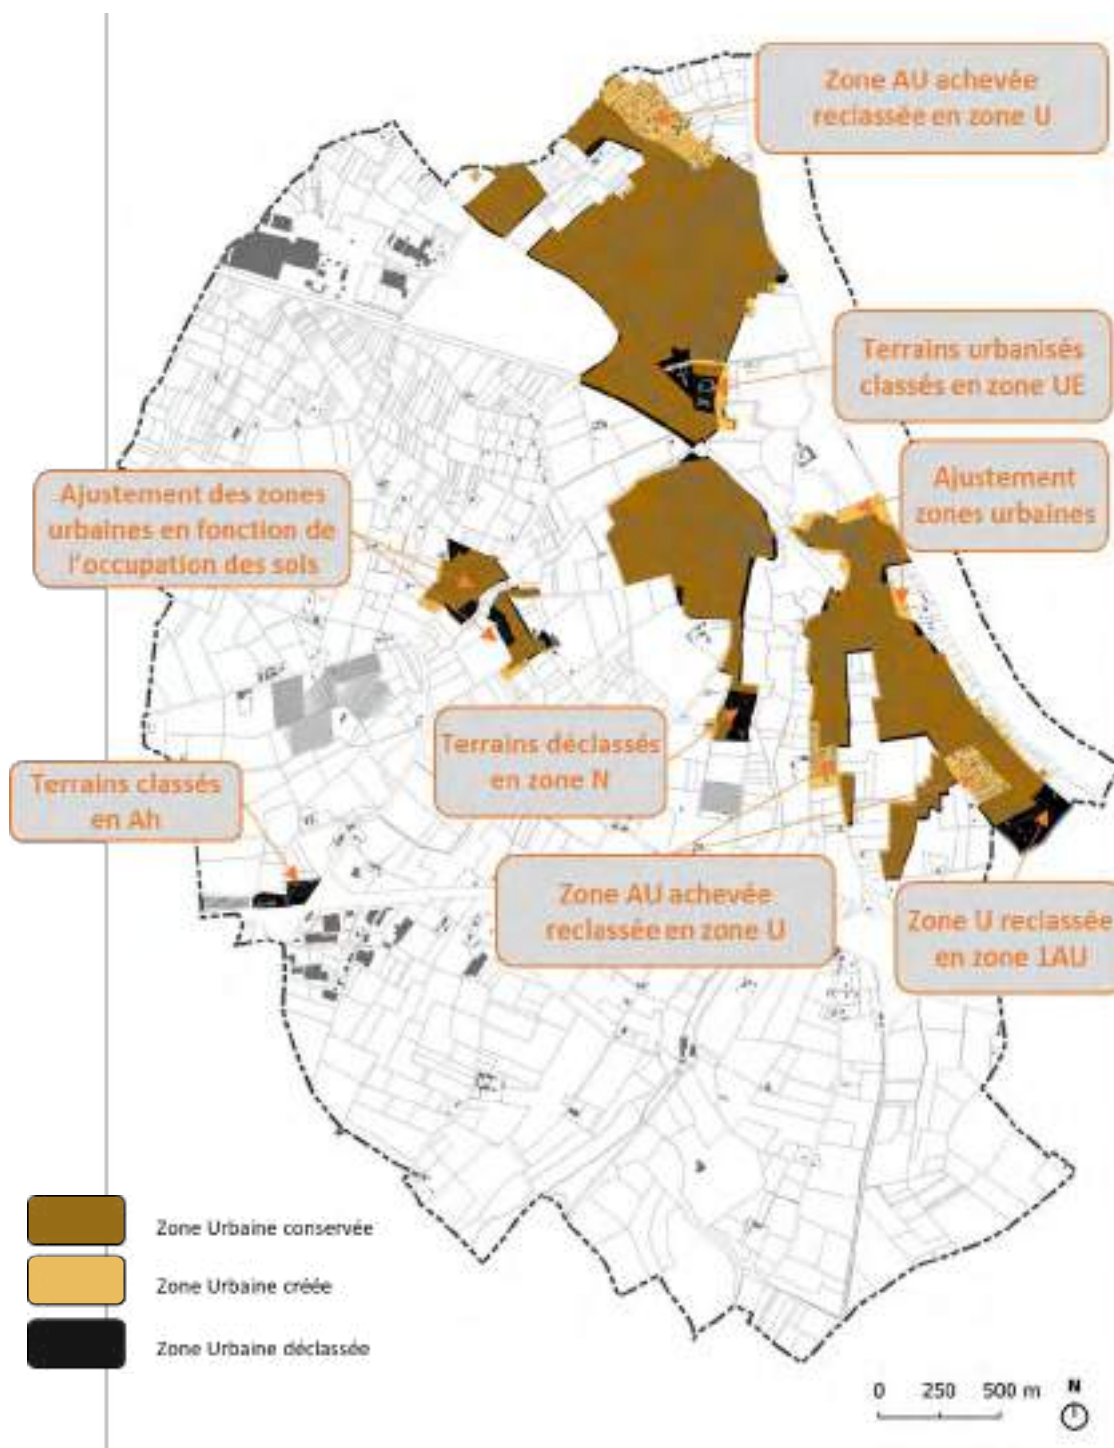 Zone AU achevée
reclassée en zone U
Terrains urbanisés
classés en zone UE
Ajustement
zones urbaines
Ajustement des zones
urbaines en fonction de
l'occupation des sols
Terrains déclassés
en zone N
Terrains classés
en Ah
Zone AU achevée
reclassée en zone U
Zone U reclassée
en zone 1AU
Zone Urbaine conservée
Zone Urbaine créée
Zone Urbaine déclassée
0 250 500 m
N